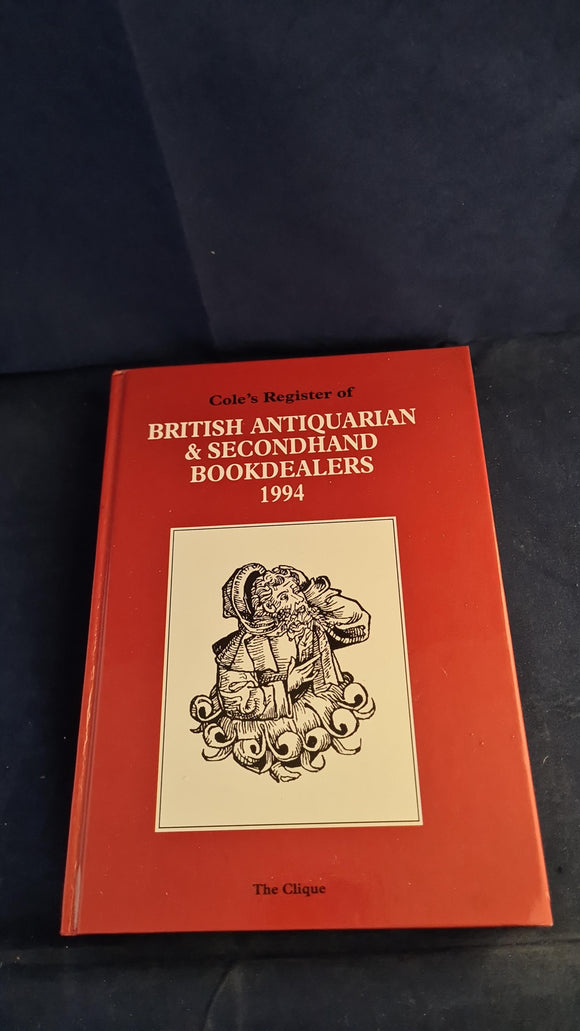 Cole's Register of
BRITISH ANTIQUARIAN
& SECONDHAND
BOOKDEALERS
1994
The Clique